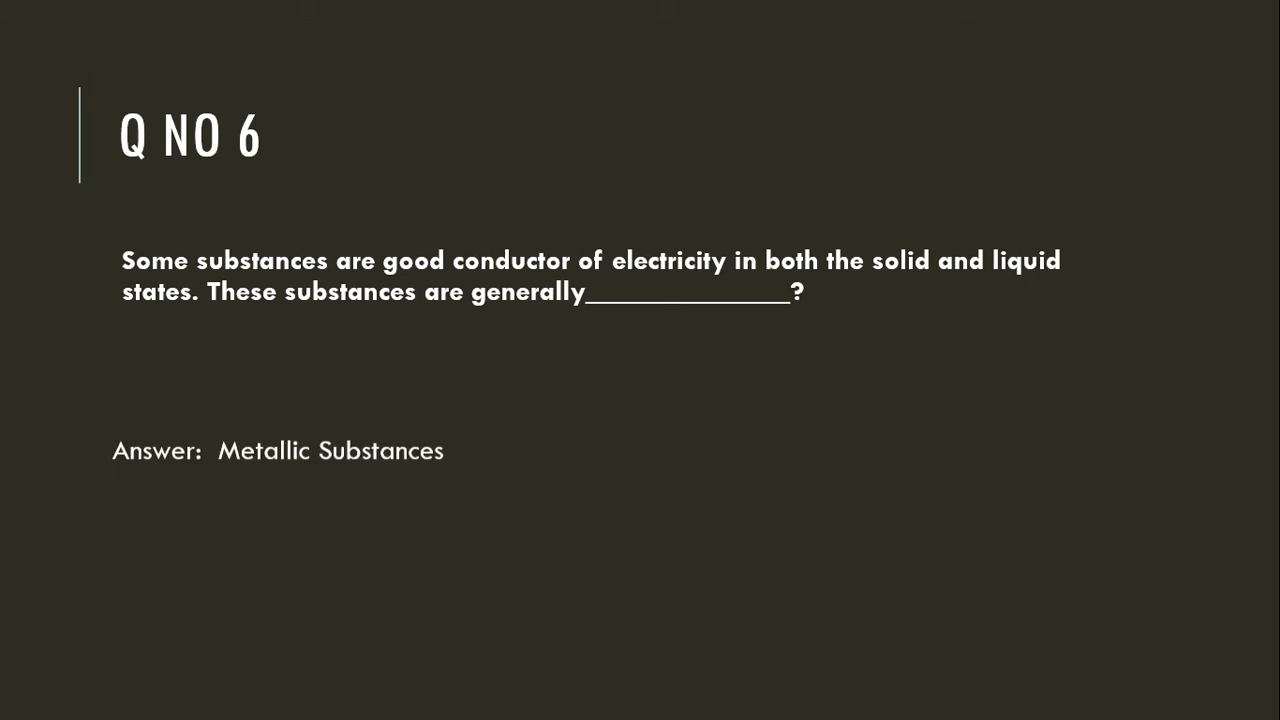 Q NO 6
Some substances are good conductor of electricity in both the solid and liquid
states. These substances are generally______________?
Answer:  Metallic Substances